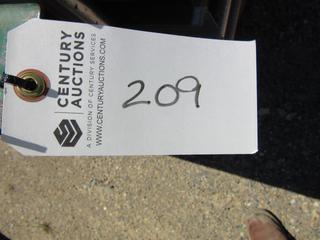 CENTURY
AUCTIONS
A DIVISION OF CENTURY SERVICES
WWW.CENTURYAUCTIONS.COM
209